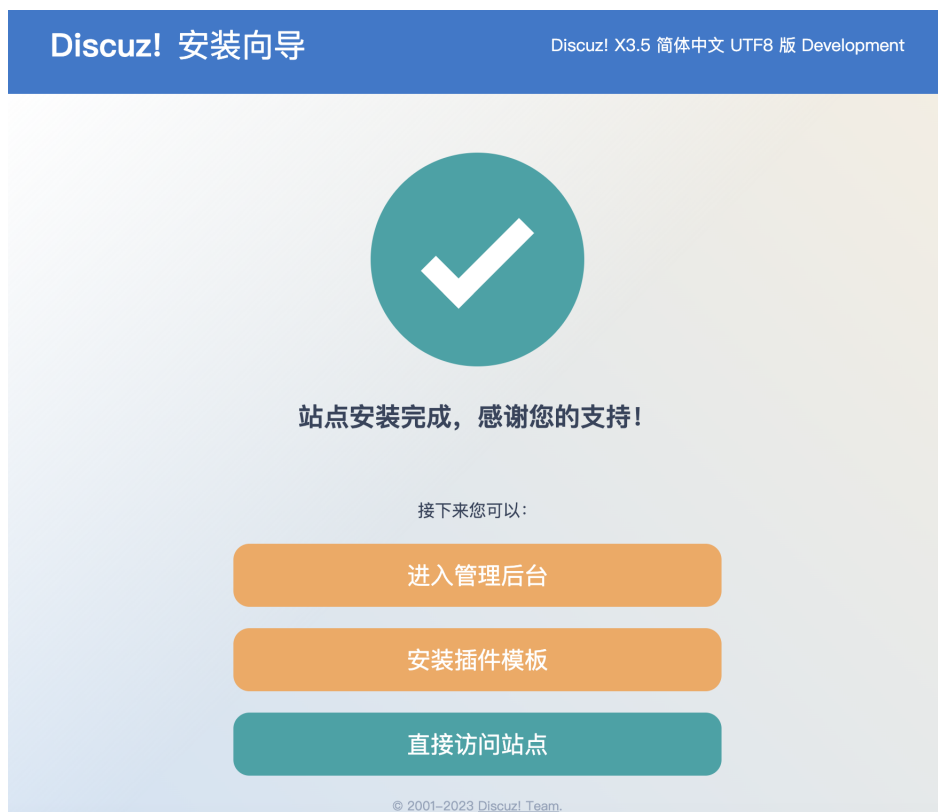 Discuz! 安装向导
Discuz! X3.5 简体中文 UTF8 版 Development
站点安装完成，感谢您的支持！
接下来您可以：
进入管理后台
安装插件模板
直接访问站点
© 2001–2023 Discuz! Team.